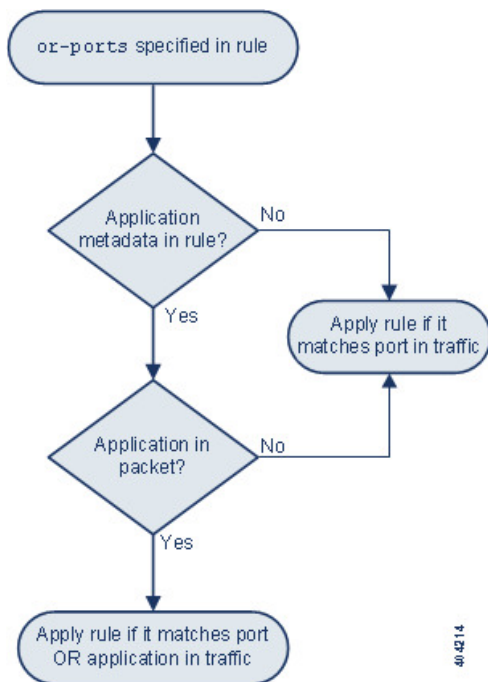 or-ports specified in rule
Application
metadata in rule?
No
Yes
Apply rule if it
matches port in traffic
Application in
packet?
No
Yes
Apply rule if it matches port
OR application in traffic
404214